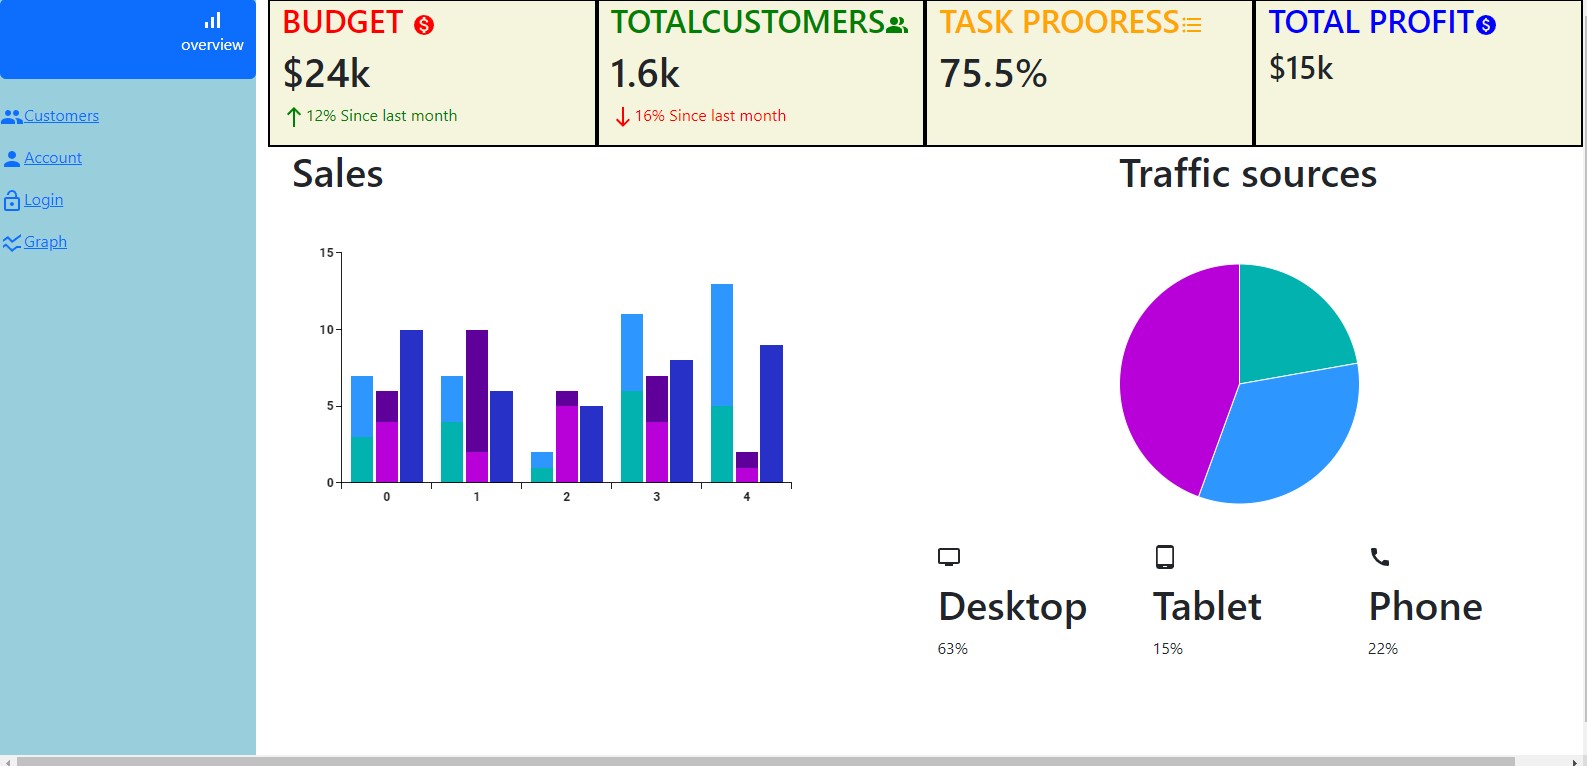 overview
Customers
Account
Login
Graph
BUDGET
$24k
12% Since last month
TOTALCUSTOMERS
1.6k
16% Since last month
TASK PROORESS
75.5%
TOTAL PROFIT
$15k
Sales
15
10
5
0
0 1 2 3 4
Traffic sources
Desktop
63%
Tablet
15%
Phone
22%